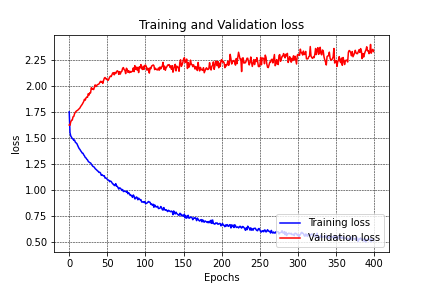 Training and Validation loss
loss
2.25
2.00
1.75
1.50
1.25
1.00
0.75
0.50
Training loss
Validation loss
0 50 100 150 200 250 300 350 400
Epochs